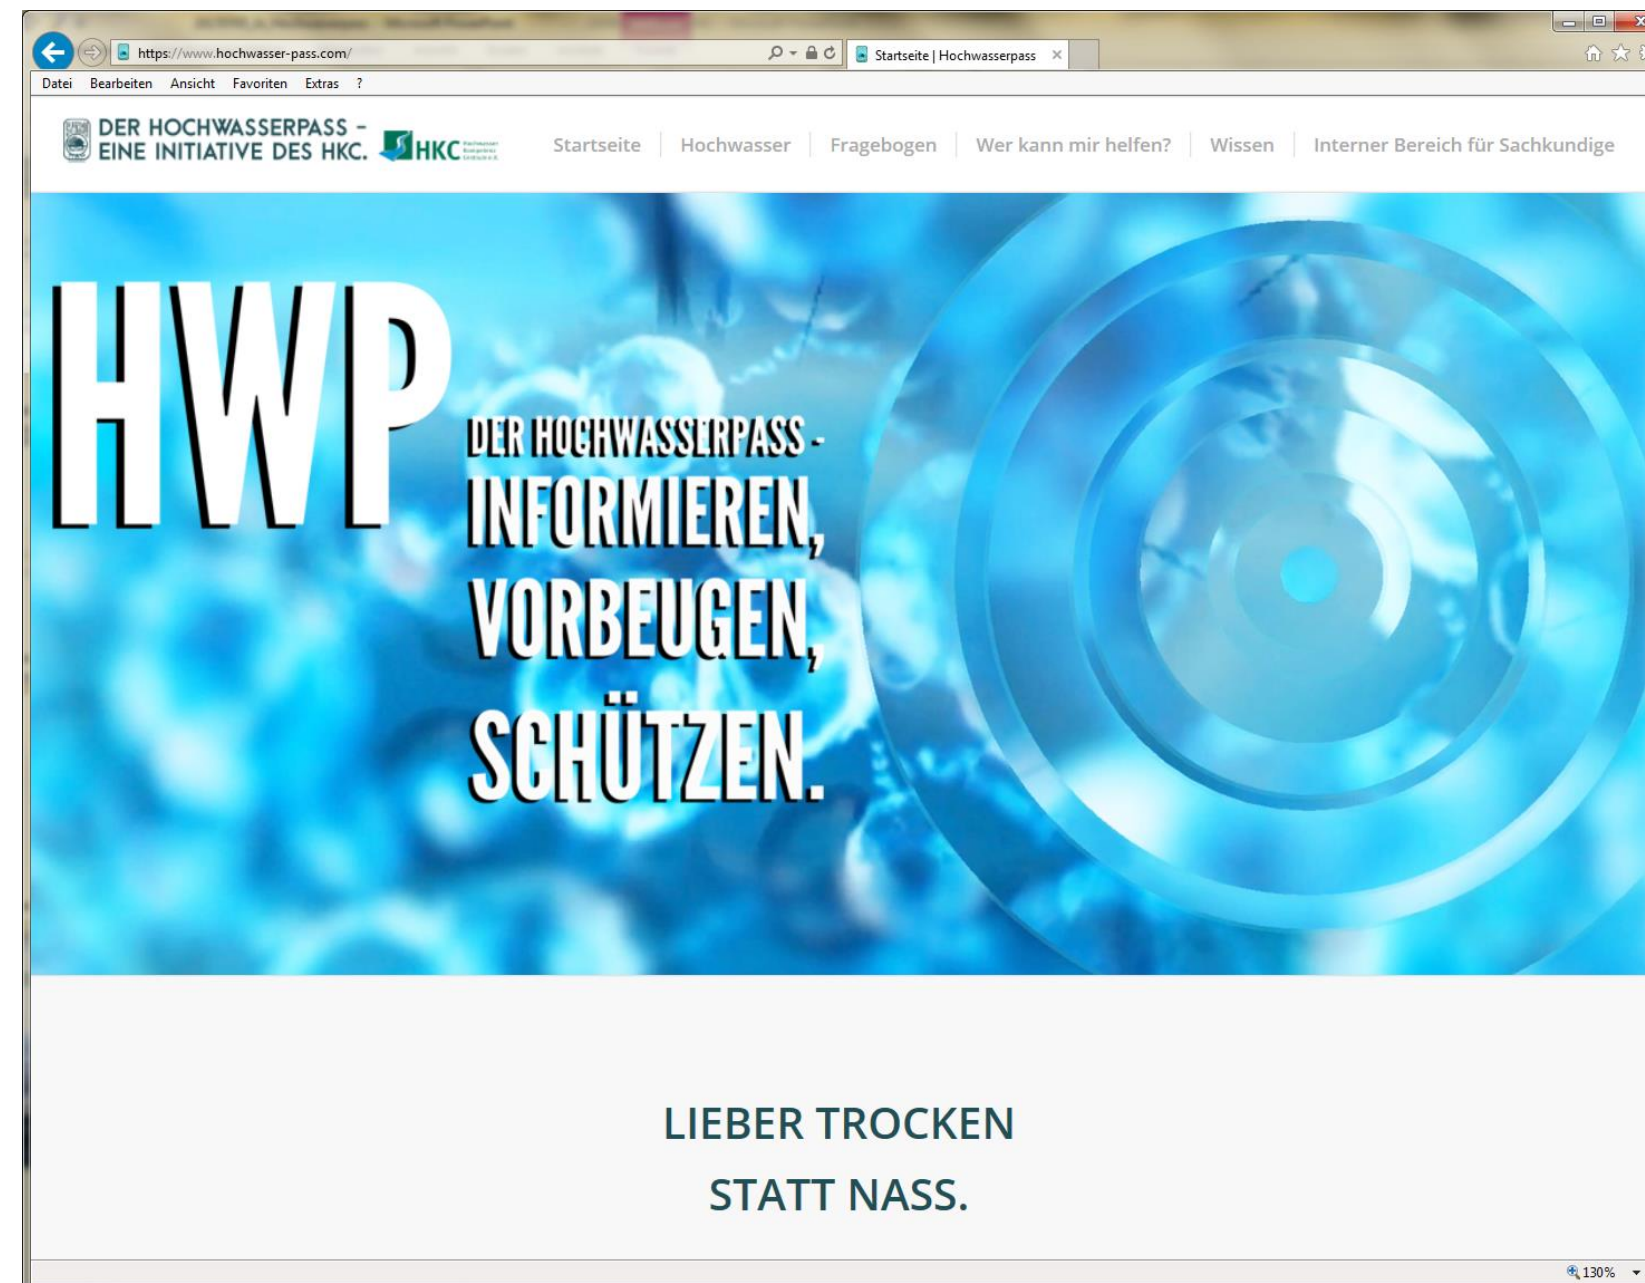 https://www.hochwasser-pass.com/
Startseite | Hochwasserpass
Datei Bearbeiten Ansicht Favoriten Extras ?
DER HOCHWASSERPASS –
EINE INITIATIVE DES HKC.
HKC
Startseite Hochwasser Fragebogen Wer kann mir helfen? Wissen Interner Bereich für Sachkundige
HWP
DER HOCHWASSERPASS -
INFORMIEREN,
VORBEUGEN,
SCHÜTZEN.
LIEBER TROCKEN
STATT NASS.
130%